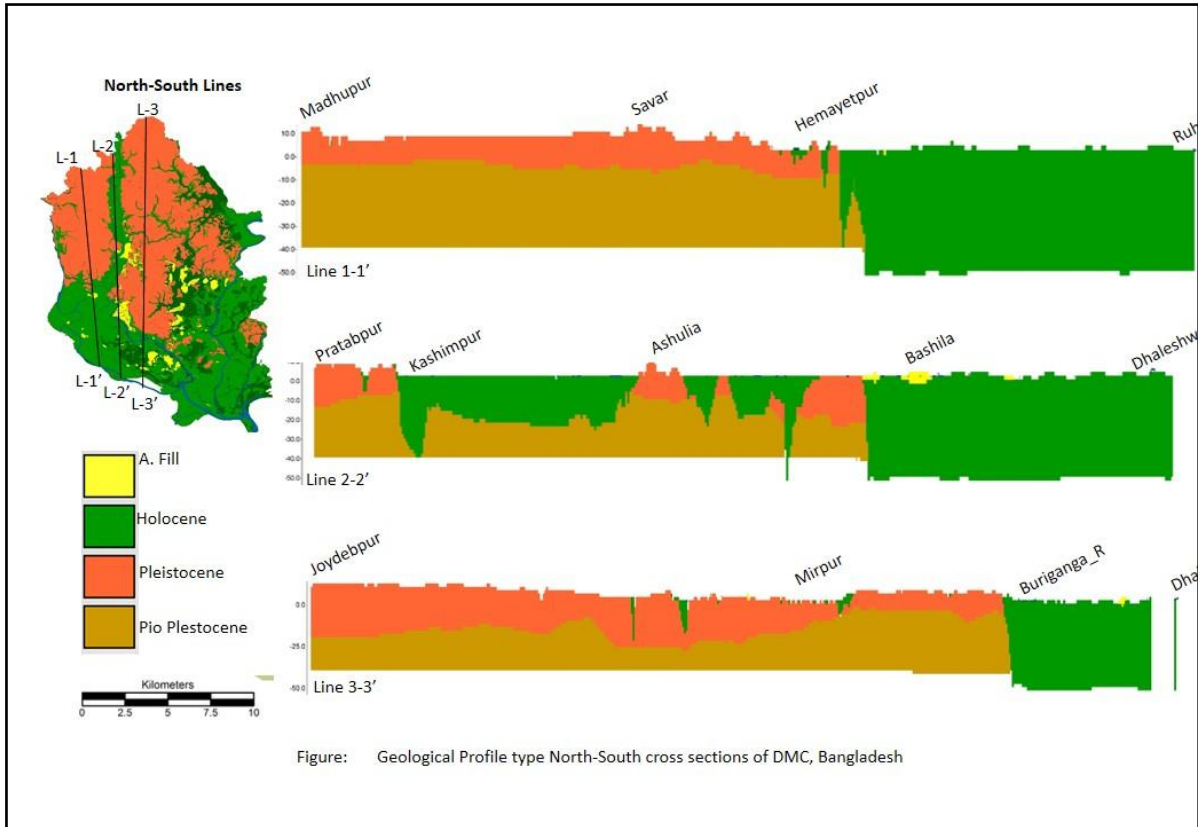 North-South Lines
L-3
L-2
L-1
L-1'
L-2'
L-3'
A. Fill
Holocene
Pleistocene
Pio Plestocene
Kilometers
0 2.5 5 7.5 10
Madhupur
Savar
Hemayetpur
Ruh
10.0
0.0
-10.0
-20.0
-30.0
-40.0
-50.0
Line 1-1'
Pratabpur
Kashimpur
Ashulia
Bashila
Dhaleshw
0.0
-10.0
-20.0
-30.0
-40.0
-50.0
Line 2-2'
Joydebpur
Mirpur
Buriganga_R
Dhal
0.0
-25.0
-50.0
Line 3-3'
Figure: Geological Profile type North-South cross sections of DMC, Bangladesh